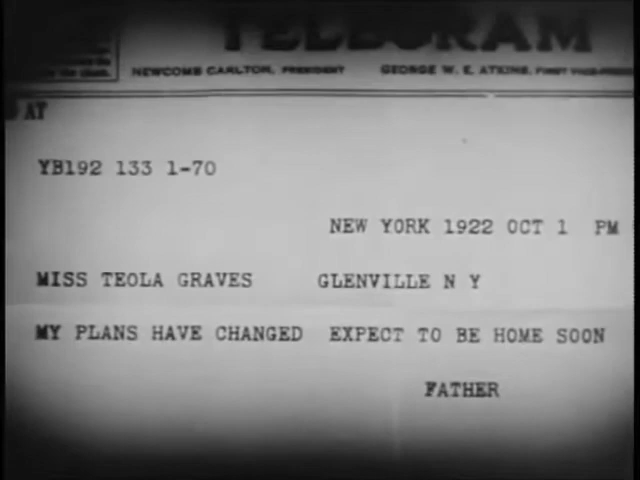 TELEGRAM
NEWCOMB CARLTON, PRESIDENT GEORGE W. E. ATKINS, FIRST VICE-PRESIDENT
AT
YB192 133 1-70
NEW YORK 1922 OCT 1 PM
MISS TEOLA GRAVES GLENVILLE N Y
MY PLANS HAVE CHANGED EXPECT TO BE HOME SOON
FATHER